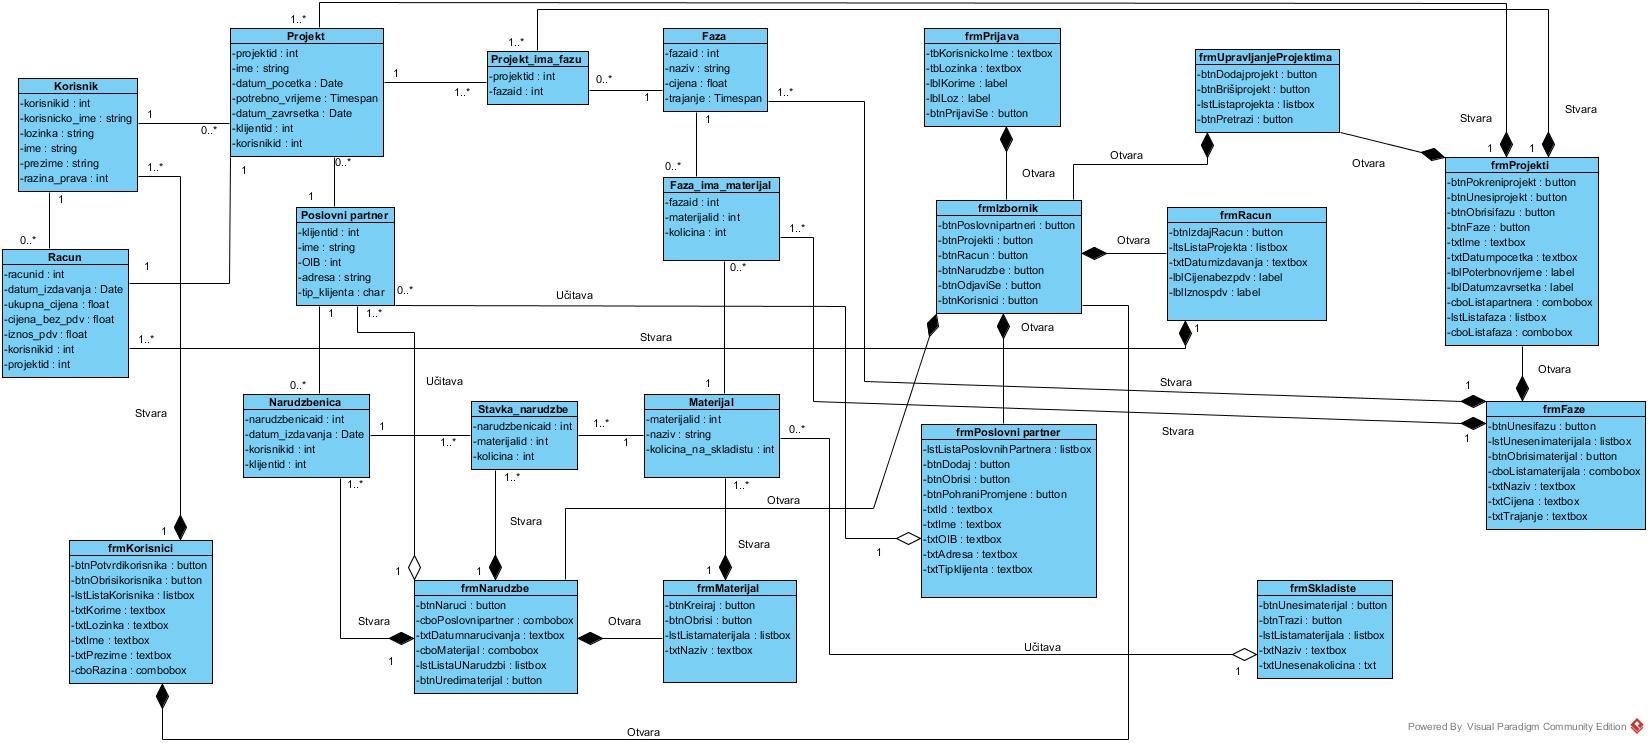 Korisnik
-korisnikid : int
-korisnicko_ime : string
-lozinka : string
-ime : string
-prezime : string
-razina_prava : int
Projekt
-projektid : int
-ime : string
-datum_pocetka : Date
-potrebno_vrijeme : Timespan
-datum_zavrsetka : Date
-klijentid : int
-korisnikid : int
Projekt_ima_fazu
-projektid : int
-fazaid : int
Faza
-fazaid : int
-naziv : string
-cijena : float
-trajanje : Timespan
frmPrijava
-tbKorisnickoIme : textbox
-tbLozinka : textbox
-lblKorime : label
-lblLoz : label
-btnPrijaviSe : button
frmUpravljanjeProjektima
-btnDodajprojekt : button
-btnBrišiprojekt : button
-lstListaprojekta : listbox
-btnPretrazi : button
frmProjekti
-btnPokreniprojekt : button
-btnUnesiprojekt : button
-btnObrisifazu : button
-btnFaze : button
-txtIme : textbox
-txtDatumpocetka : textbox
-lblPoterbnovrijeme : label
-lblDatumzavrsetka : label
-cboListapartnera : combobox
-lstListafaza : listbox
-cboListafaza : combobox
Racun
-racunid : int
-datum_izdavanja : Date
-ukupna_cijena : float
-cijena_bez_pdv : float
-iznos_pdv : float
-korisnikid : int
-projektid : int
Poslovni partner
-klijentid : int
-ime : string
-OIB : int
-adresa : string
-tip_klijenta : char
Faza_ima_materijal
-fazaid : int
-materijalid : int
-kolicina : int
frmIzbornik
-btnPoslovnipartneri : button
-btnProjekti : button
-btnRacun : button
-btnNarudzbe : button
-btnOdjaviSe : button
-btnKorisnici : button
frmRacun
-btnIzdajRacun : button
-ltsListaProjekta : listbox
-txtDatumizdavanja : textbox
-lblCijenabezpdv : label
-lblIznospdv : label
Narudzbenica
-narudzbenicaid : int
-datum_izdavanja : Date
-korisnikid : int
-kljentid : int
Stavka_narudzbe
-narudzbenicaid : int
-materijalid : int
-kolicina : int
Materijal
-materijalid : int
-naziv : string
-kolicina_na_skladistu : int
frmPoslovni partner
-lstListaPoslovnihPartnera : listbox
-btnDodaj : button
-btnObrisi : button
-btnPohraniPromjene : button
-txtId : textbox
-txtIme : textbox
-txtOIB : textbox
-txtAdresa : textbox
-txtTipklijenta : textbox
frmFaze
-btnUnesifazu : button
-lstUnesenimaterijala : listbox
-btnObrisimaterijal : button
-cboListamaterijala : combobox
-txtNaziv : textbox
-txtCijena : textbox
-txtTrajanje : textbox
frmKorisnici
-btnPotvrdikorisnika : button
-btnObrisikorisnika : button
-lstListaKorisnika : listbox
-txtKorime : textbox
-txtLozinka : textbox
-txtIme : textbox
-txtPrezime : textbox
-cboRazina : combobox
frmNarudzbe
-btnNaruci : button
-cboPoslovnipartner : combobox
-txtDatumnarucivanja : textbox
-cboMaterijal : combobox
-lstListaUNarudzbi : listbox
-btnUredimaterijal : button
frmMaterijal
-btnKreiraj : button
-btnObrisi : button
-lstListamaterijala : listbox
-txtNaziv : textbox
frmSkladiste
-btnUnesimaterijal : button
-btnTrazi : button
-lstListamaterijala : listbox
-txtNaziv : textbox
-txtUnesenakolicina : txt
1..*
1..*
1
0..*
1
1..*
0..*
1
1..*
1
0..*
1..*
1
0..*
1
1
0..*
1
0..*
1..*
0..*
1
1..*
1
0..*
1
1..*
1..*
1
1..*
1..*
1..*
0..*
1
1
1
1
1
1
1
1
1
1
1
Stvara
Stvara
Otvara
Otvara
Otvara
Otvara
Otvara
Otvara
Učitava
Stvara
Učitava
Stvara
Stvara
Stvara
Otvara
Stvara
Stvara
Stvara
Otvara
Učitava
Otvara
Powered By Visual Paradigm Community Edition